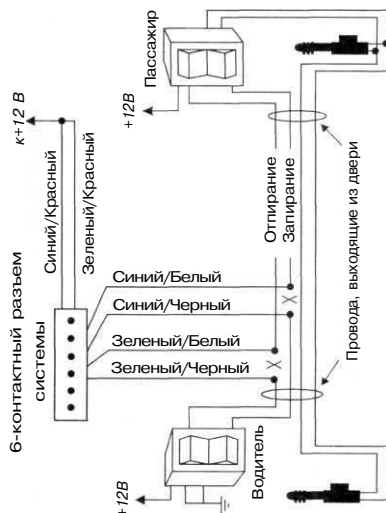 6-контактный разъем
системы
к+12 В
Синий/Красный
Зеленый/Красный
Синий/Белый
Синий/Черный
Зеленый/Белый
Зеленый/Черный
+12В
Пассажир
Отпирание
Запирание
Провода, выходящие из двери
+12В
Водитель